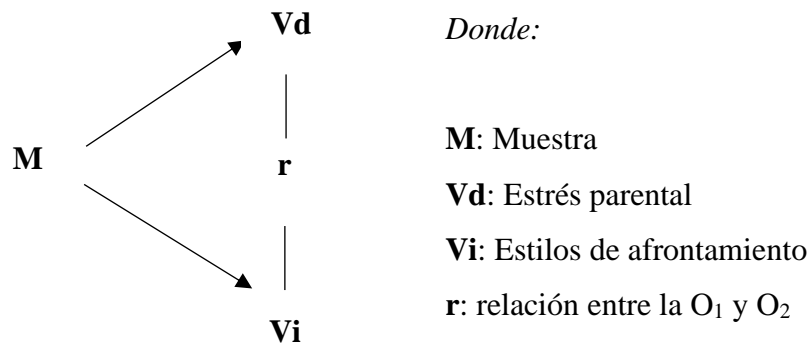 Vd
M
r
Vi
Donde:
M: Muestra
Vd: Estrés parental
Vi: Estilos de afrontamiento
r: relación entre la O₁ y O₂